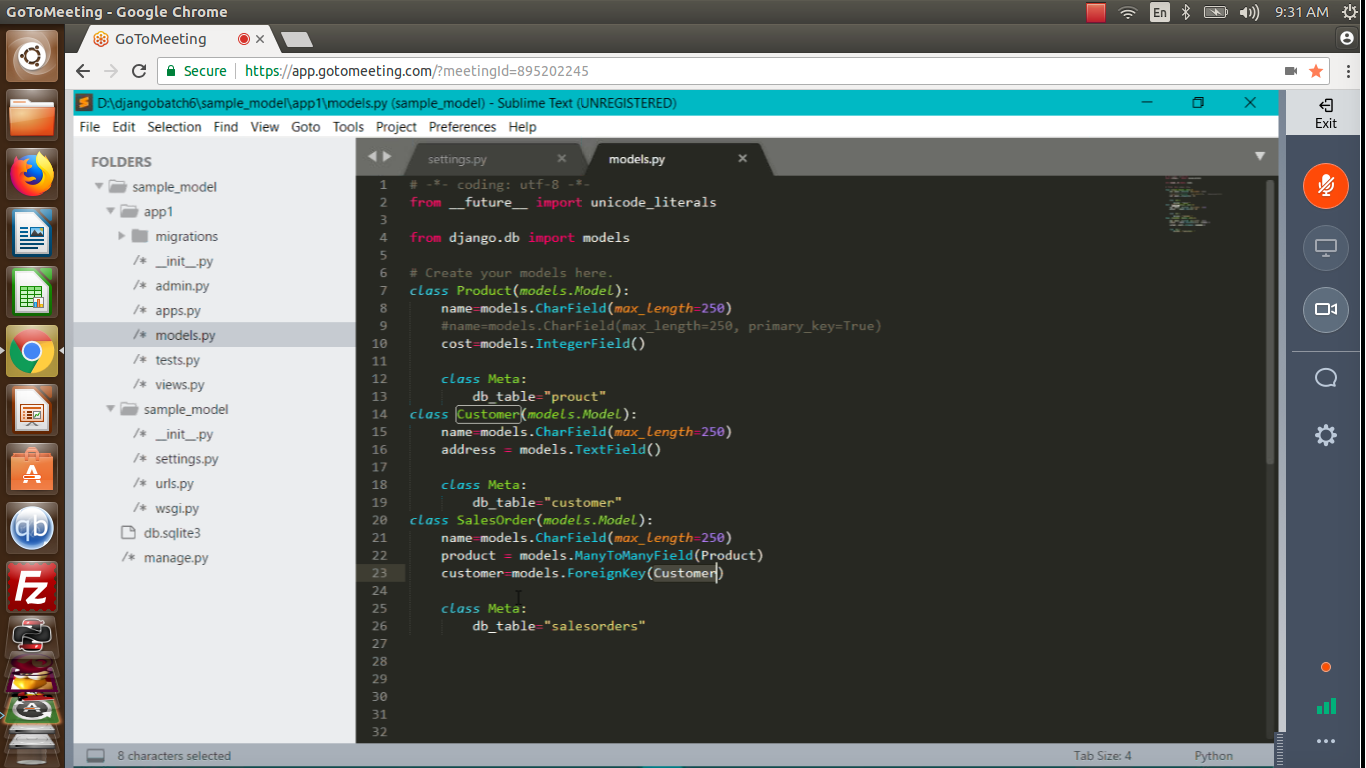 GoToMeeting - Google Chrome
En
9:31 AM
GoToMeeting
Secure
https://app.gotomeeting.com/?meetingId=895202245
D:\djangobatch6\sample_model\app1\models.py (sample_model) - Sublime Text (UNREGISTERED)
File Edit Selection Find View Goto Tools Project Preferences Help
Exit
FOLDERS
sample_model
app1
migrations
/* __init__.py
/* admin.py
/* apps.py
/* models.py
/* tests.py
/* views.py
sample_model
/* __init__.py
/* settings.py
/* urls.py
/* wsgi.py
db.sqlite3
/* manage.py
settings.py
models.py
1 # -*- coding: utf-8 -*-
2 from __future__ import unicode_literals
3
4 from django.db import models
5
6 # Create your models here.
7 class Product(models.Model):
8 name=models.CharField(max_length=250)
9 #name=models.CharField(max_length=250, primary_key=True)
10 cost=models.IntegerField()
11
12 class Meta:
13 db_table="prouct"
14 class Customer(models.Model):
15 name=models.CharField(max_length=250)
16 address = models.TextField()
17
18 class Meta:
19 db_table="customer"
20 class SalesOrder(models.Model):
21 name=models.CharField(max_length=250)
22 product = models.ManyToManyField(Product)
23 customer=models.ForeignKey(Customer)
24
25 class Meta:
26 db_table="salesorders"
27
28
29
30
31
32
8 characters selected
Tab Size: 4
Python
qb
Fz